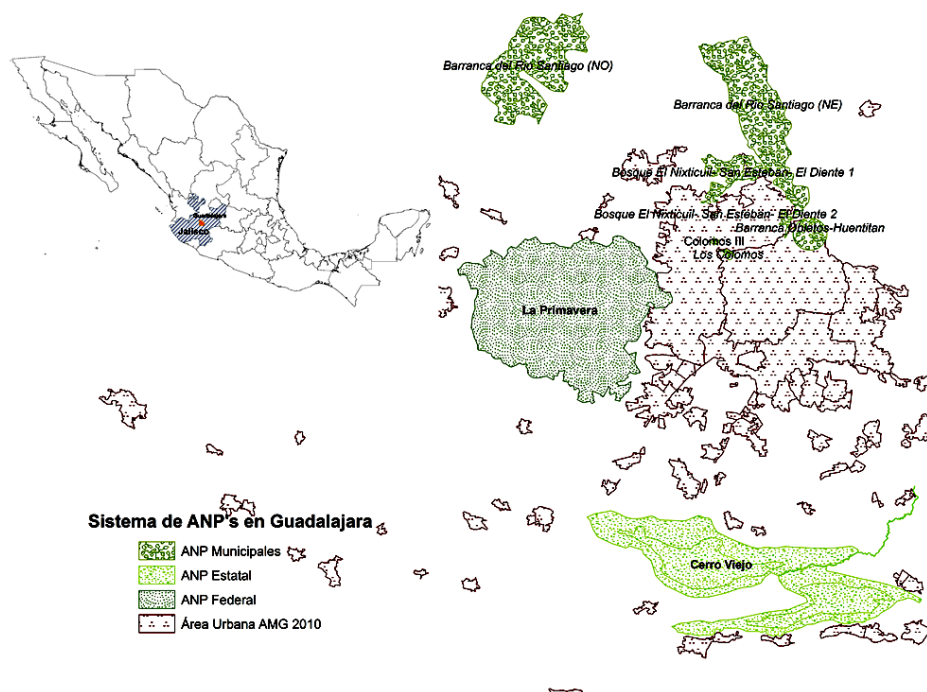 Barranca del Rio Santiago (NO)
Barranca del Rio Santiago (NE)
Bosque El Nixticuil- San Esteban- El Diente 1
Bosque El Nixticuil- San Esteban- El Diente 2
Barranca Oblatos-Huentitan
Colomos III
Los Colomos
La Primavera
Guadalajara
Jalisco
Cerro Viejo
Sistema de ANP's en Guadalajara
ANP Municipales
ANP Estatal
ANP Federal
Área Urbana AMG 2010